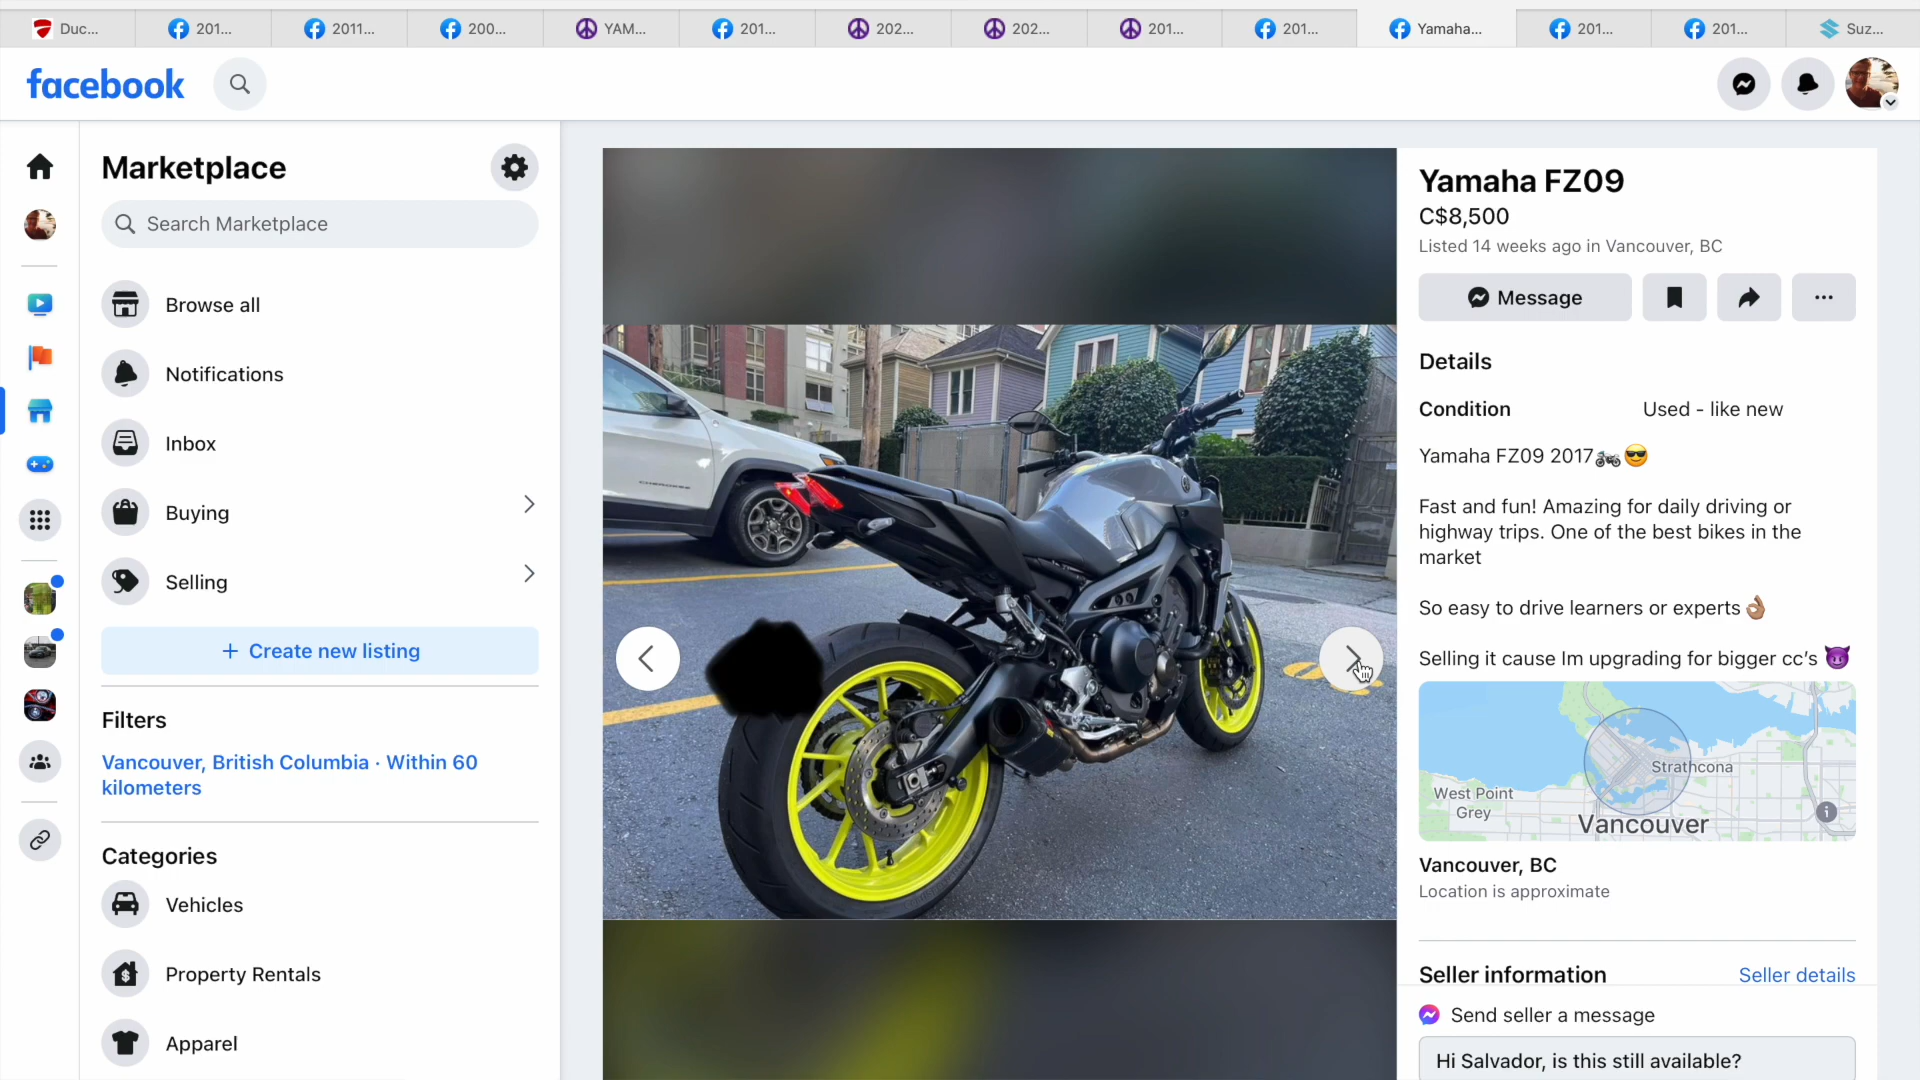 Duc...
201...
2011...
200...
YAM...
201...
202...
202...
201...
201...
Yamaha...
201...
201...
Suz...
facebook
Marketplace
Search Marketplace
Browse all
Notifications
Inbox
Buying
Selling
+ Create new listing
Filters
Vancouver, British Columbia · Within 60
kilometers
Categories
Vehicles
Property Rentals
Apparel
CHEROKEE
Yamaha FZ09
C$8,500
Listed 14 weeks ago in Vancouver, BC
Message
Details
Condition Used - like new
Yamaha FZ09 2017🏍️😎
Fast and fun! Amazing for daily driving or
highway trips. One of the best bikes in the
market
So easy to drive learners or experts👌🏽
Selling it cause Im upgrading for bigger cc’s 😈
Strathcona
West Point
Grey
Vancouver
Vancouver, BC
Location is approximate
Seller information
Seller details
Send seller a message
Hi Salvador, is this still available?